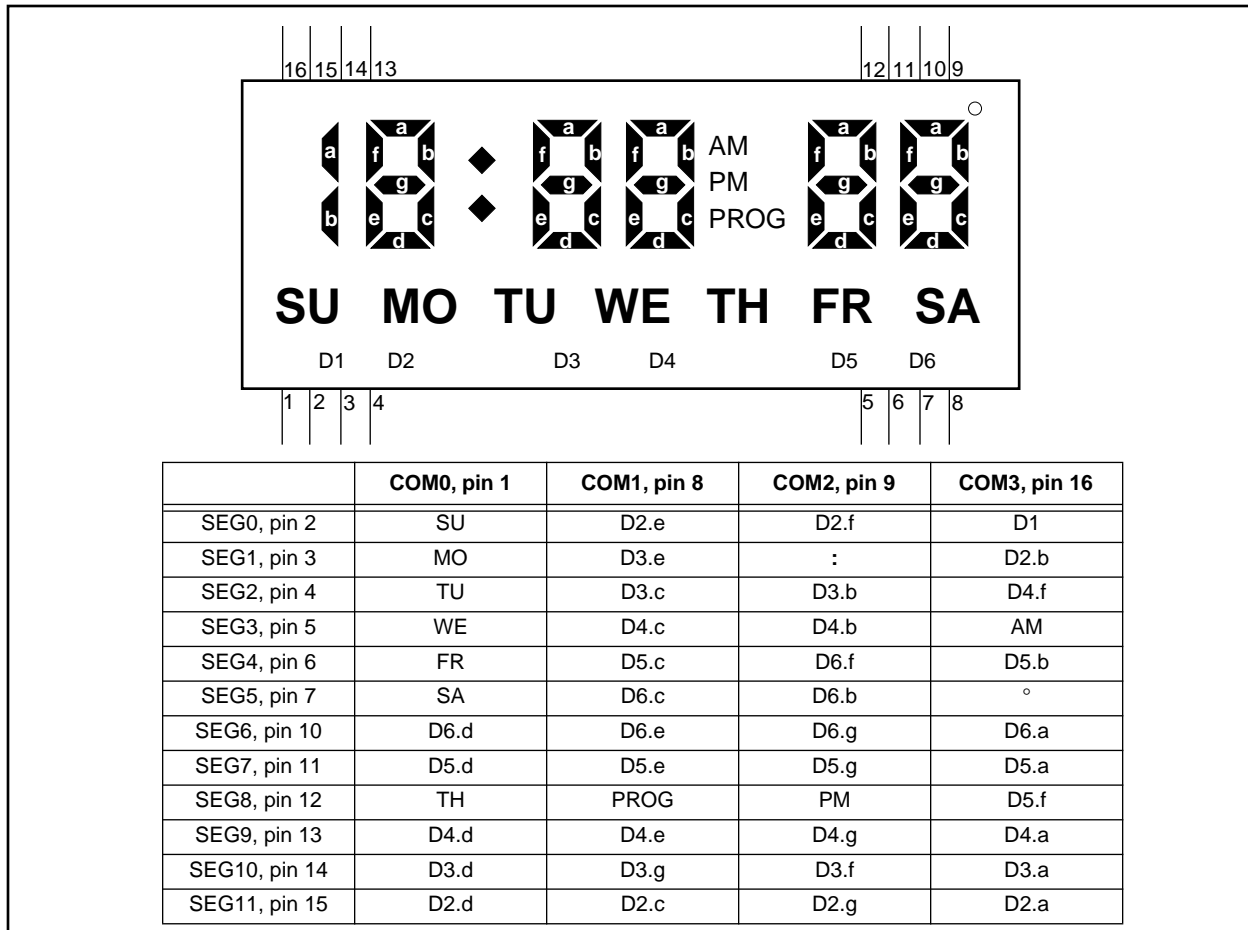 16 15 14 13 12 11 10 9
a a a a AM a a
f b f b f b f b f b
g g g PM g g
b e c e c e c PROG e c e c
d d d d d
SU MO TU WE TH FR SA
D1 D2 D3 D4 D5 D6
1 2 3 4 5 6 7 8
COM0, pin 1 COM1, pin 8 COM2, pin 9 COM3, pin 16
SEG0, pin 2 SU D2.e D2.f D1
SEG1, pin 3 MO D3.e : D2.b
SEG2, pin 4 TU D3.c D3.b D4.f
SEG3, pin 5 WE D4.c D4.b AM
SEG4, pin 6 FR D5.c D6.f D5.b
SEG5, pin 7 SA D6.c D6.b °
SEG6, pin 10 D6.d D6.e D6.g D6.a
SEG7, pin 11 D5.d D5.e D5.g D5.a
SEG8, pin 12 TH PROG PM D5.f
SEG9, pin 13 D4.d D4.e D4.g D4.a
SEG10, pin 14 D3.d D3.g D3.f D3.a
SEG11, pin 15 D2.d D2.c D2.g D2.a